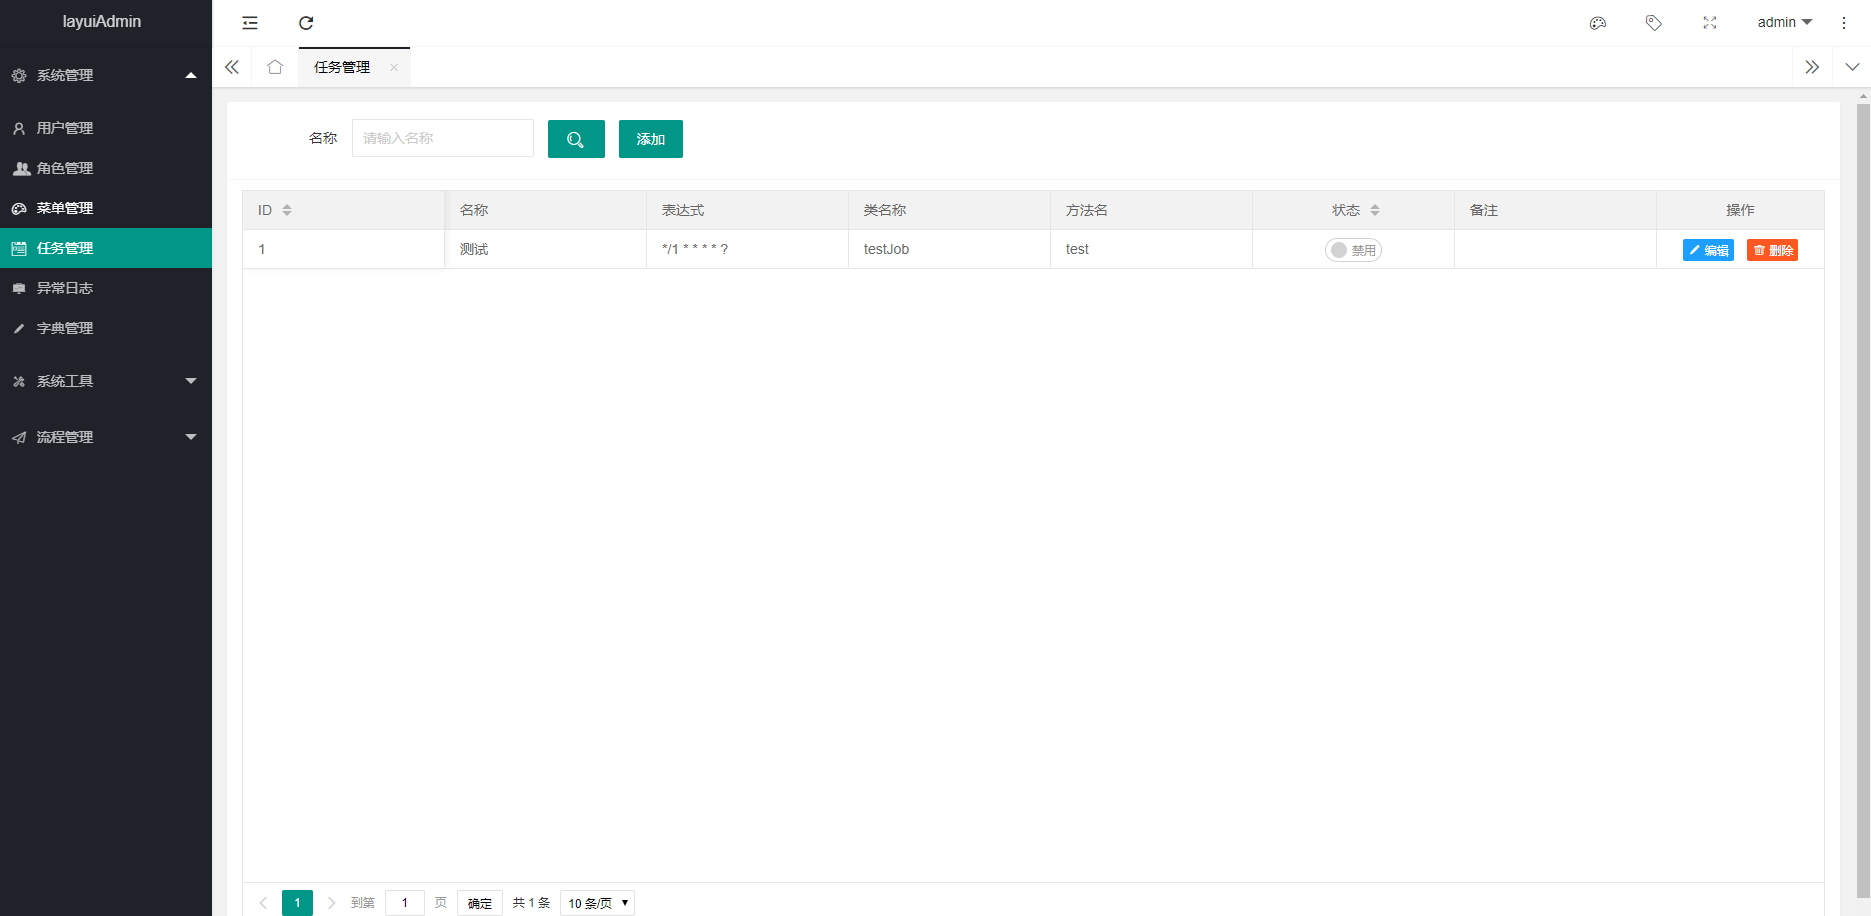 layuiAdmin
系统管理
用户管理
角色管理
菜单管理
任务管理
异常日志
字典管理
系统工具
流程管理
admin
任务管理
名称 请输入名称 添加
ID 名称 表达式 类名称 方法名 状态 备注 操作
1 测试 */1 * * * * ? testJob test 禁用 编辑 删除
1 到第 1 页 确定 共 1 条 10 条/页